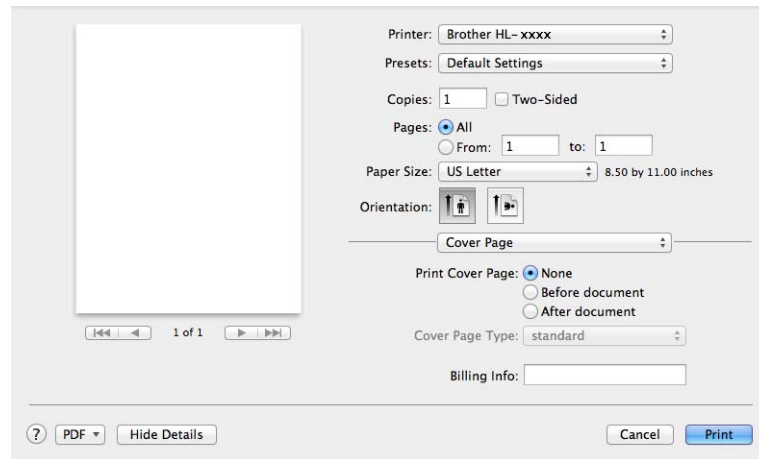 Printer: Brother HL-xxxx
Presets: Default Settings
Copies: 1 Two-Sided
Pages: All
From: 1 to: 1
Paper Size: US Letter 8.50 by 11.00 inches
Orientation:
Cover Page
Print Cover Page: None
Before document
After document
Cover Page Type: standard
Billing Info:
1 of 1
? PDF Hide Details Cancel Print